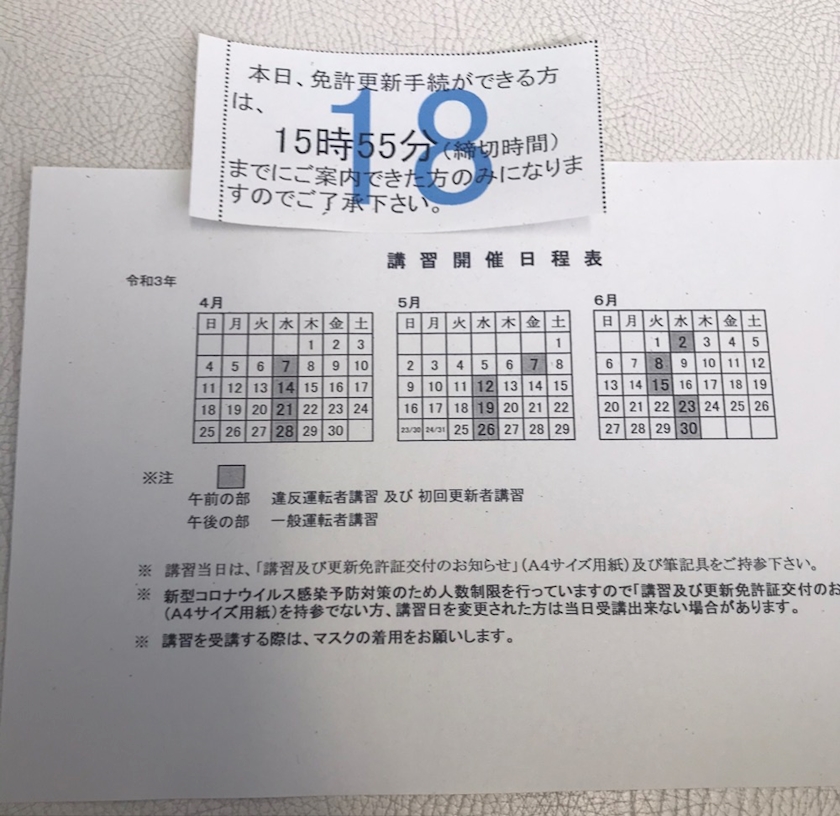 18
本日、免許更新手続ができる方
は、
15時55分(締切時間)
までにご案内できた方のみになりま
すのでご了承下さい。
講習開催日程表
令和3年
4月
日 月 火 水 木 金 土
1 2 3
4 5 6 7 8 9 10
11 12 13 14 15 16 17
18 19 20 21 22 23 24
25 26 27 28 29 30
5月
日 月 火 水 木 金 土
1
2 3 4 5 6 7 8
9 10 11 12 13 14 15
16 17 18 19 20 21 22
23/30 24/31 25 26 27 28 29
6月
日 月 火 水 木 金 土
1 2 3 4 5
6 7 8 9 10 11 12
13 14 15 16 17 18 19
20 21 22 23 24 25 26
27 28 29 30
※注
午前の部 違反運転者講習 及び 初回更新者講習
午後の部 一般運転者講習
※ 講習当日は、「講習及び更新免許証交付のお知らせ」(A4サイズ用紙)及び筆記具をご持参下さい。
※ 新型コロナウイルス感染予防対策のため人数制限を行っていますので「講習及び更新免許証交付のお
(A4サイズ用紙)を持参でない方、講習日を変更された方は当日受講出来ない場合があります。
※ 講習を受講する際は、マスクの着用をお願いします。